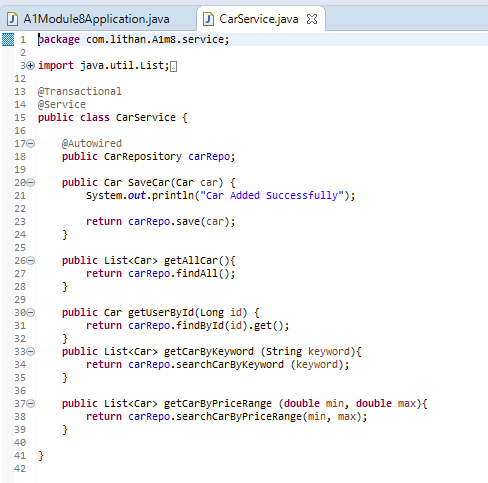 A1Module8Application.java CarService.java
1 package com.lithan.A1m8.service;
2
3 import java.util.List;
12
13 @Transactional
14 @Service
15 public class CarService {
16
17 @Autowired
18 public CarRepository carRepo;
19
20 public Car SaveCar(Car car) {
21 System.out.println("Car Added Successfully");
22
23 return carRepo.save(car);
24 }
25
26 public List<Car> getAllCar(){
27 return carRepo.findAll();
28 }
29
30 public Car getUserById(Long id) {
31 return carRepo.findById(id).get();
32 }
33 public List<Car> getCarByKeyword (String keyword){
34 return carRepo.searchCarByKeyword (keyword);
35 }
36
37 public List<Car> getCarByPriceRange (double min, double max){
38 return carRepo.searchCarByPriceRange(min, max);
39 }
40
41 }
42